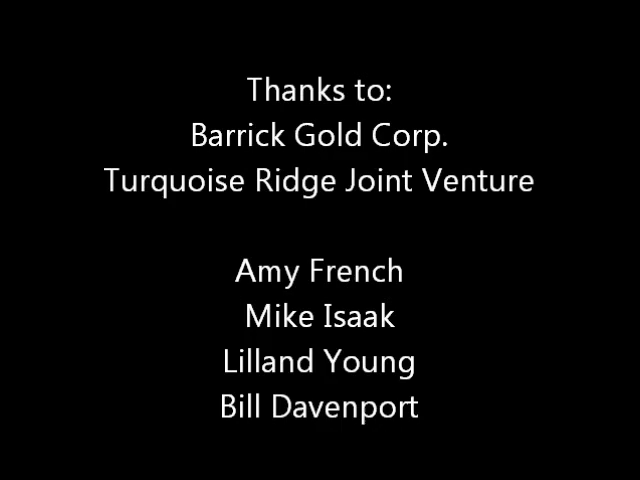 Thanks to:
Barrick Gold Corp.
Turquoise Ridge Joint Venture
Amy French
Mike Isaak
Lilland Young
Bill Davenport